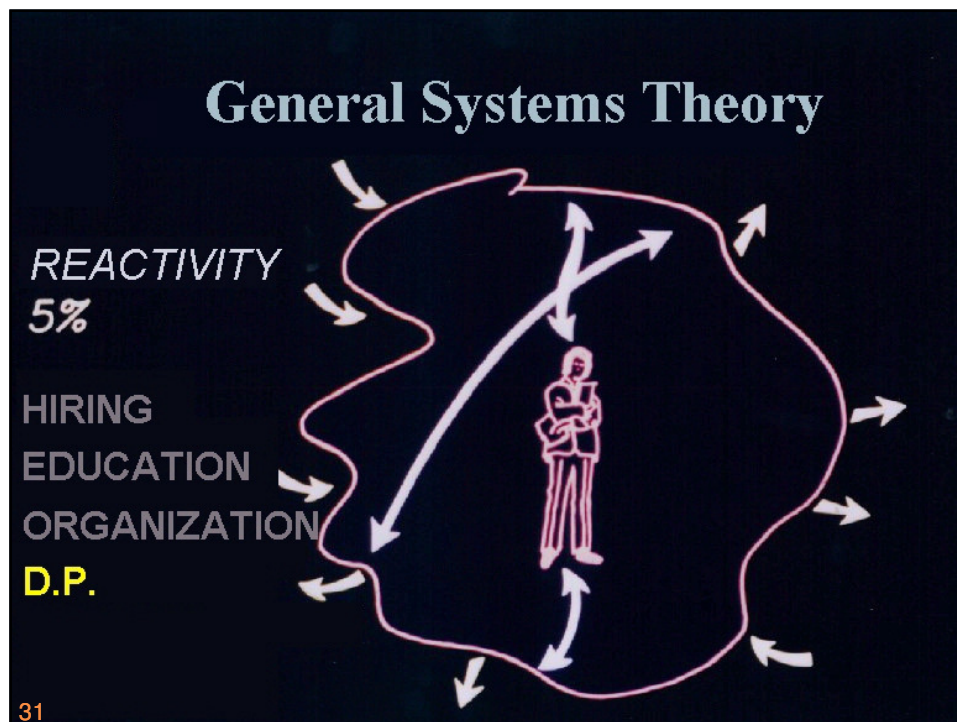 General Systems Theory
REACTIVITY
5%
HIRING
EDUCATION
ORGANIZATION
D.P.
31